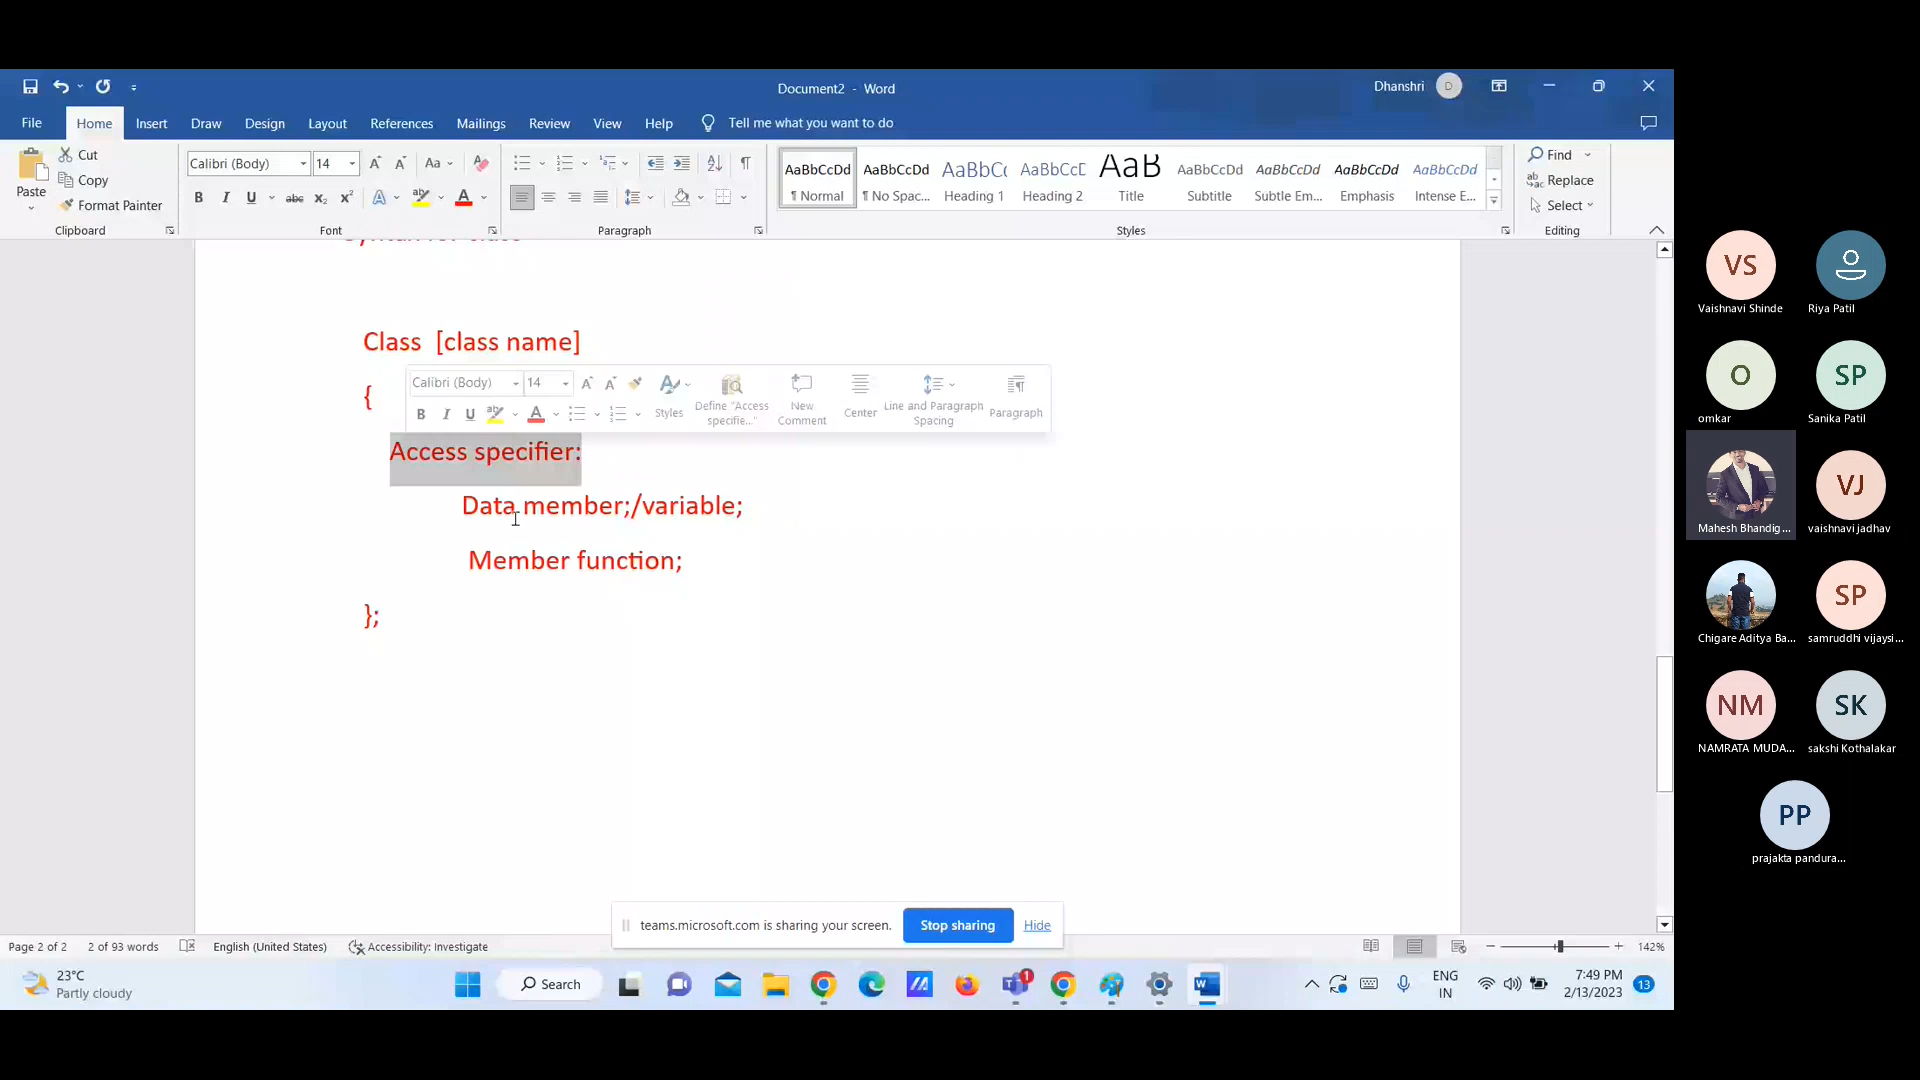 Document2 - Word
Dhanshri
D
File
Home
Insert
Draw
Design
Layout
References
Mailings
Review
View
Help
Tell me what you want to do
Paste
Cut
Copy
Format Painter
Clipboard
Calibri (Body)
14
Aa
B I U abc x₂ x² A A
Font
Paragraph
AaBbCcDd
¶ Normal
AaBbCcDd
¶ No Spac...
AaBbC
Heading 1
AaBbCcD
Heading 2
AaB
Title
AaBbCcDd
Subtitle
AaBbCcDd
Subtle Em...
AaBbCcDd
Emphasis
AaBbCcDd
Intense E...
Styles
Find
Replace
Select
Editing
Class [class name]
{
Calibri (Body) 14
B I U
Styles
Define "Access
specifie..."
New
Comment
Center
Line and Paragraph
Spacing
Paragraph
Access specifier:
Data member;/variable;
Member function;
};
VS
Vaishnavi Shinde
Riya Patil
O
omkar
SP
Sanika Patil
Mahesh Bhandig...
VJ
vaishnavi jadhav
Chigare Aditya Ba...
SP
samruddhi vijaysi...
NM
NAMRATA MUDA...
SK
sakshi Kothalakar
PP
prajakta pandura...
teams.microsoft.com is sharing your screen.
Stop sharing
Hide
Page 2 of 2
2 of 93 words
English (United States)
Accessibility: Investigate
142%
23°C
Partly cloudy
Search
1
ENG
IN
7:49 PM
2/13/2023
13